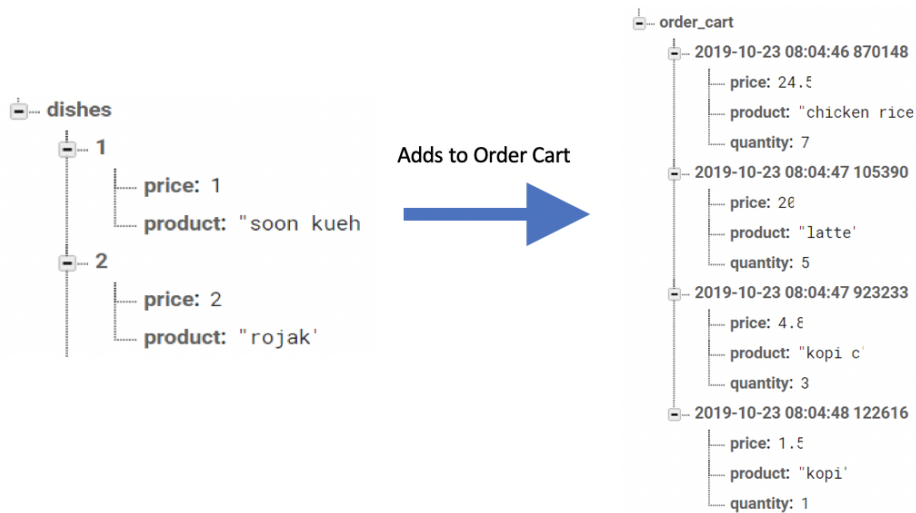 dishes
1
price: 1
product: "soon kueh
2
price: 2
product: "rojak'
Adds to Order Cart
order_cart
2019-10-23 08:04:46 870148
price: 24.5
product: "chicken rice
quantity: 7
2019-10-23 08:04:47 105390
price: 20
product: "latte'
quantity: 5
2019-10-23 08:04:47 923233
price: 4.8
product: "kopi c'
quantity: 3
2019-10-23 08:04:48 122616
price: 1.5
product: "kopi'
quantity: 1